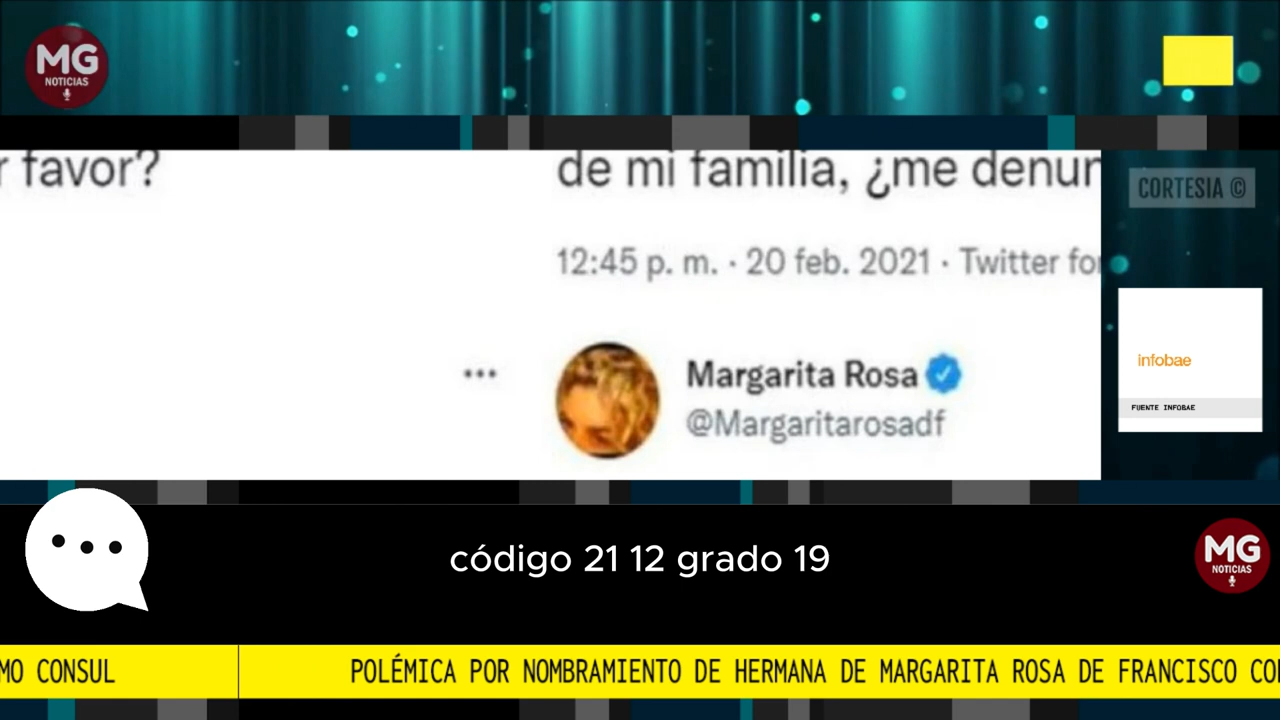 MG
NOTICIAS
r favor?
de mi familia, ¿me denun
CORTESIA ©
12:45 p. m. · 20 feb. 2021 · Twitter for
Margarita Rosa
@Margaritarosadf
infobae
FUENTE INFOBAE
código 21 12 grado 19
MG
NOTICIAS
MO CONSUL
POLÉMICA POR NOMBRAMIENTO DE HERMANA DE MARGARITA ROSA DE FRANCISCO CO